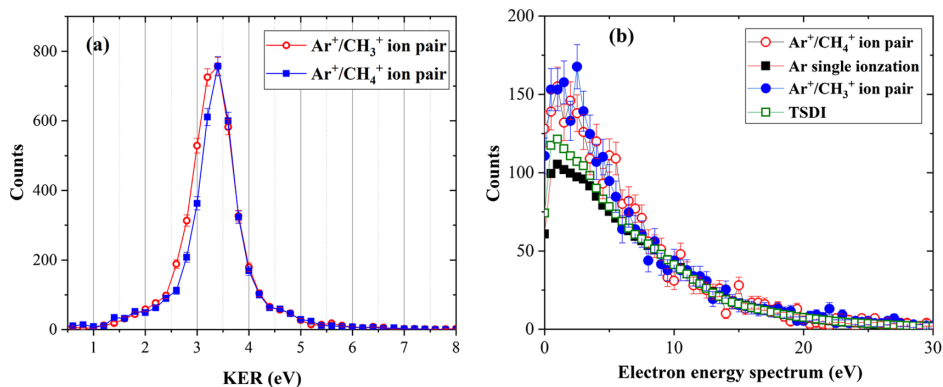 (a)
Ar⁺/CH₃⁺ ion pair
Ar⁺/CH₄⁺ ion pair
Counts
800
600
400
200
0
1 2 3 4 5 6 7 8
KER (eV)
(b)
Ar⁺/CH₄⁺ ion pair
Ar single ionzation
Ar⁺/CH₃⁺ ion pair
TSDI
Counts
200
150
100
50
0
0 10 20 30
Electron energy spectrum (eV)